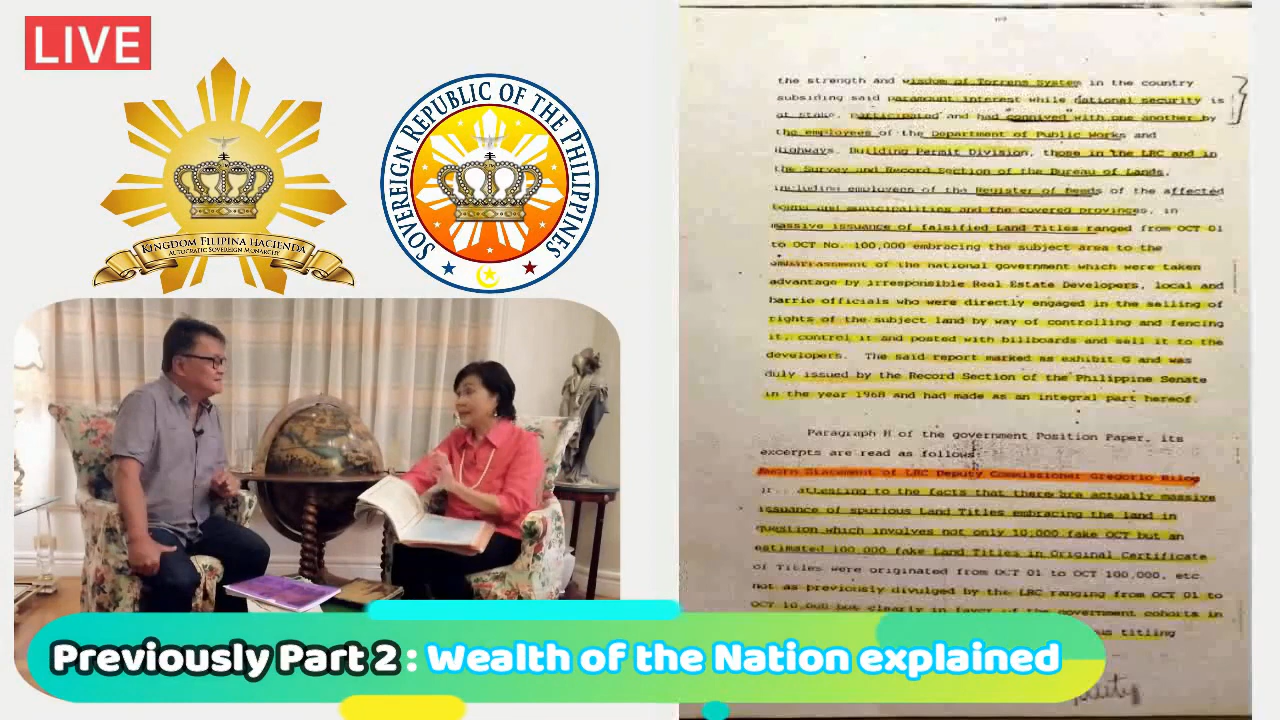 LIVE
KINGDOM FILIPINA HACIENDA
AUTOCRATIC SOVEREIGN MONARCHY
SOVEREIGN REPUBLIC OF THE PHILIPPINES
the strength and wisdom of Torrens System in the country
subsiding said paramount interest while national security is
at stake, participated and had connived with one another by
the employees of the Department of Public Works and
Highways, Building Permit Division, those in the LRC and in
the Survey and Record Section of the Bureau of Lands,
including employees of the Register of Deeds of the affected
towns and municipalities and the covered provinces, in
massive issuance of falsified Land Titles ranged from OCT 01
to OCT No. 100,000 embracing the subject area to the
embarrassment of the national government which were taken
advantage by irresponsible Real Estate Developers, local and
barrio officials who were directly engaged in the selling of
rights of the subject land by way of controlling and fencing
it, control it and posted with billboards and sell it to the
developers. The said report marked as exhibit G and was
duly issued by the Record Section of the Philippine Senate
in the year 1968 and had made as an integral part hereof.
Paragraph H of the government Position Paper, its
excerpts are read as follows:
Sworn Statement of LRC Deputy Commissioner Gregorio
attesting to the facts that there are actually massive
issuance of spurious Land Titles embracing the land in
question which involves not only 10,000 fake OCT but an
estimated 100,000 fake Land Titles in Original Certificate
of Titles were originated from OCT 01 to OCT 100,000, etc.
not as previously divulged by the LRC ranging from OCT 01 to
OCT 10,000 but clearly in favor of the government cohorts in
titling
Previously Part 2 : Wealth of the Nation explained